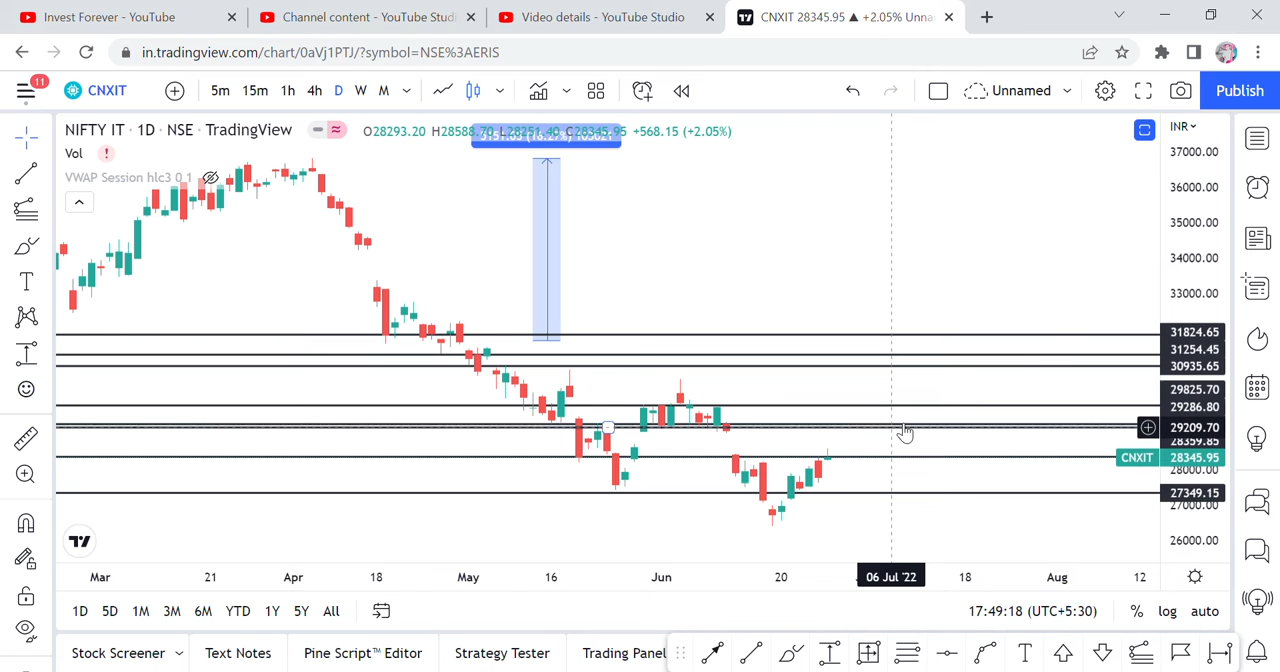 Invest Forever - YouTube
Channel content - YouTube Studi
Video details - YouTube Studio
CNXIT 28345.95 ▲ +2.05% Unna
in.tradingview.com/chart/0aVj1PTJ/?symbol=NSE%3AERIS
11
CNXIT
5m 15m 1h 4h D W M
Unnamed
Publish
NIFTY IT · 1D · NSE · TradingView
O28293.20 H28588.70 L28251.40 C28345.95 +568.15 (+2.05%)
INR
Vol
VWAP Session hlc3 0 1
37000.00
36000.00
35000.00
34000.00
33000.00
31824.65
31254.45
30935.65
29825.70
29286.80
29209.70
28359.85
CNXIT 28345.95
28000.00
27349.15
27000.00
26000.00
Mar 21 Apr 18 May 16 Jun 20 06 Jul '22 18 Aug 12
1D 5D 1M 3M 6M YTD 1Y 5Y All
17:49:18 (UTC+5:30) % log auto
Stock Screener Text Notes Pine Script™ Editor Strategy Tester Trading Panel